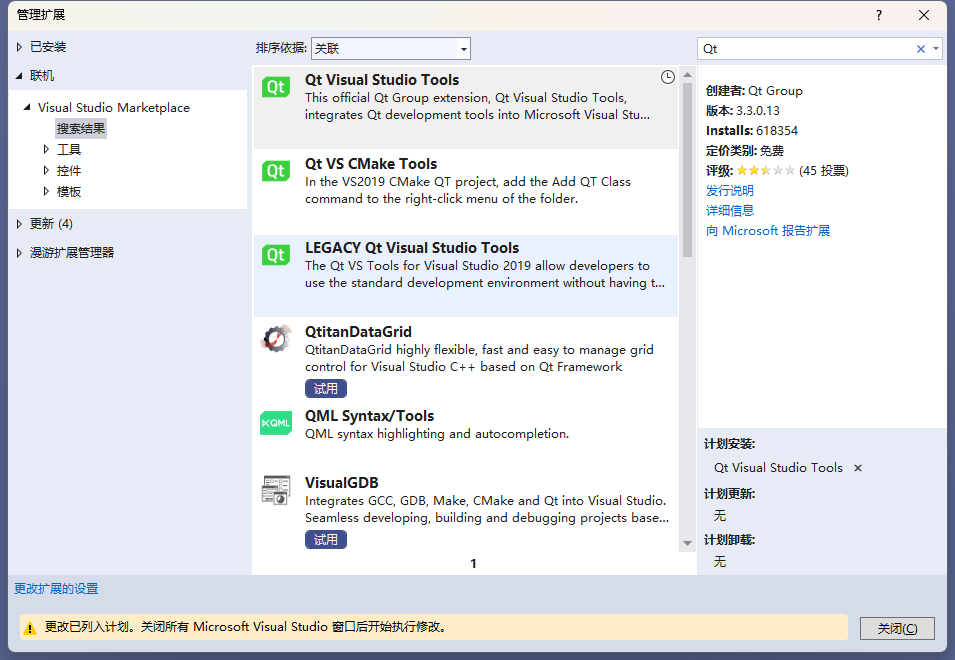 管理扩展
?
已安装
联机
Visual Studio Marketplace
搜索结果
工具
控件
模板
更新 (4)
漫游扩展管理器
排序依据: 关联
Qt Visual Studio Tools
This official Qt Group extension, Qt Visual Studio Tools,
integrates Qt development tools into Microsoft Visual Stu...
Qt VS CMake Tools
In the VS2019 CMake QT project, add the Add QT Class
command to the right-click menu of the folder.
LEGACY Qt Visual Studio Tools
The Qt VS Tools for Visual Studio 2019 allow developers to
use the standard development environment without having t...
QtitanDataGrid
QtitanDataGrid highly flexible, fast and easy to manage grid
control for Visual Studio C++ based on Qt Framework
试用
QML Syntax/Tools
QML syntax highlighting and autocompletion.
VisualGDB
Integrates GCC, GDB, Make, CMake and Qt into Visual Studio.
Seamless developing, building and debugging projects base...
试用
1
Qt
Qt
Qt
QML
Qt
创建者: Qt Group
版本: 3.3.0.13
Installs: 618354
定价类别: 免费
评级: (45 投票)
发行说明
详细信息
向 Microsoft 报告扩展
计划安装:
Qt Visual Studio Tools
计划更新:
无
计划卸载:
无
更改扩展的设置
更改已列入计划。关闭所有 Microsoft Visual Studio 窗口后开始执行修改。
关闭(C)